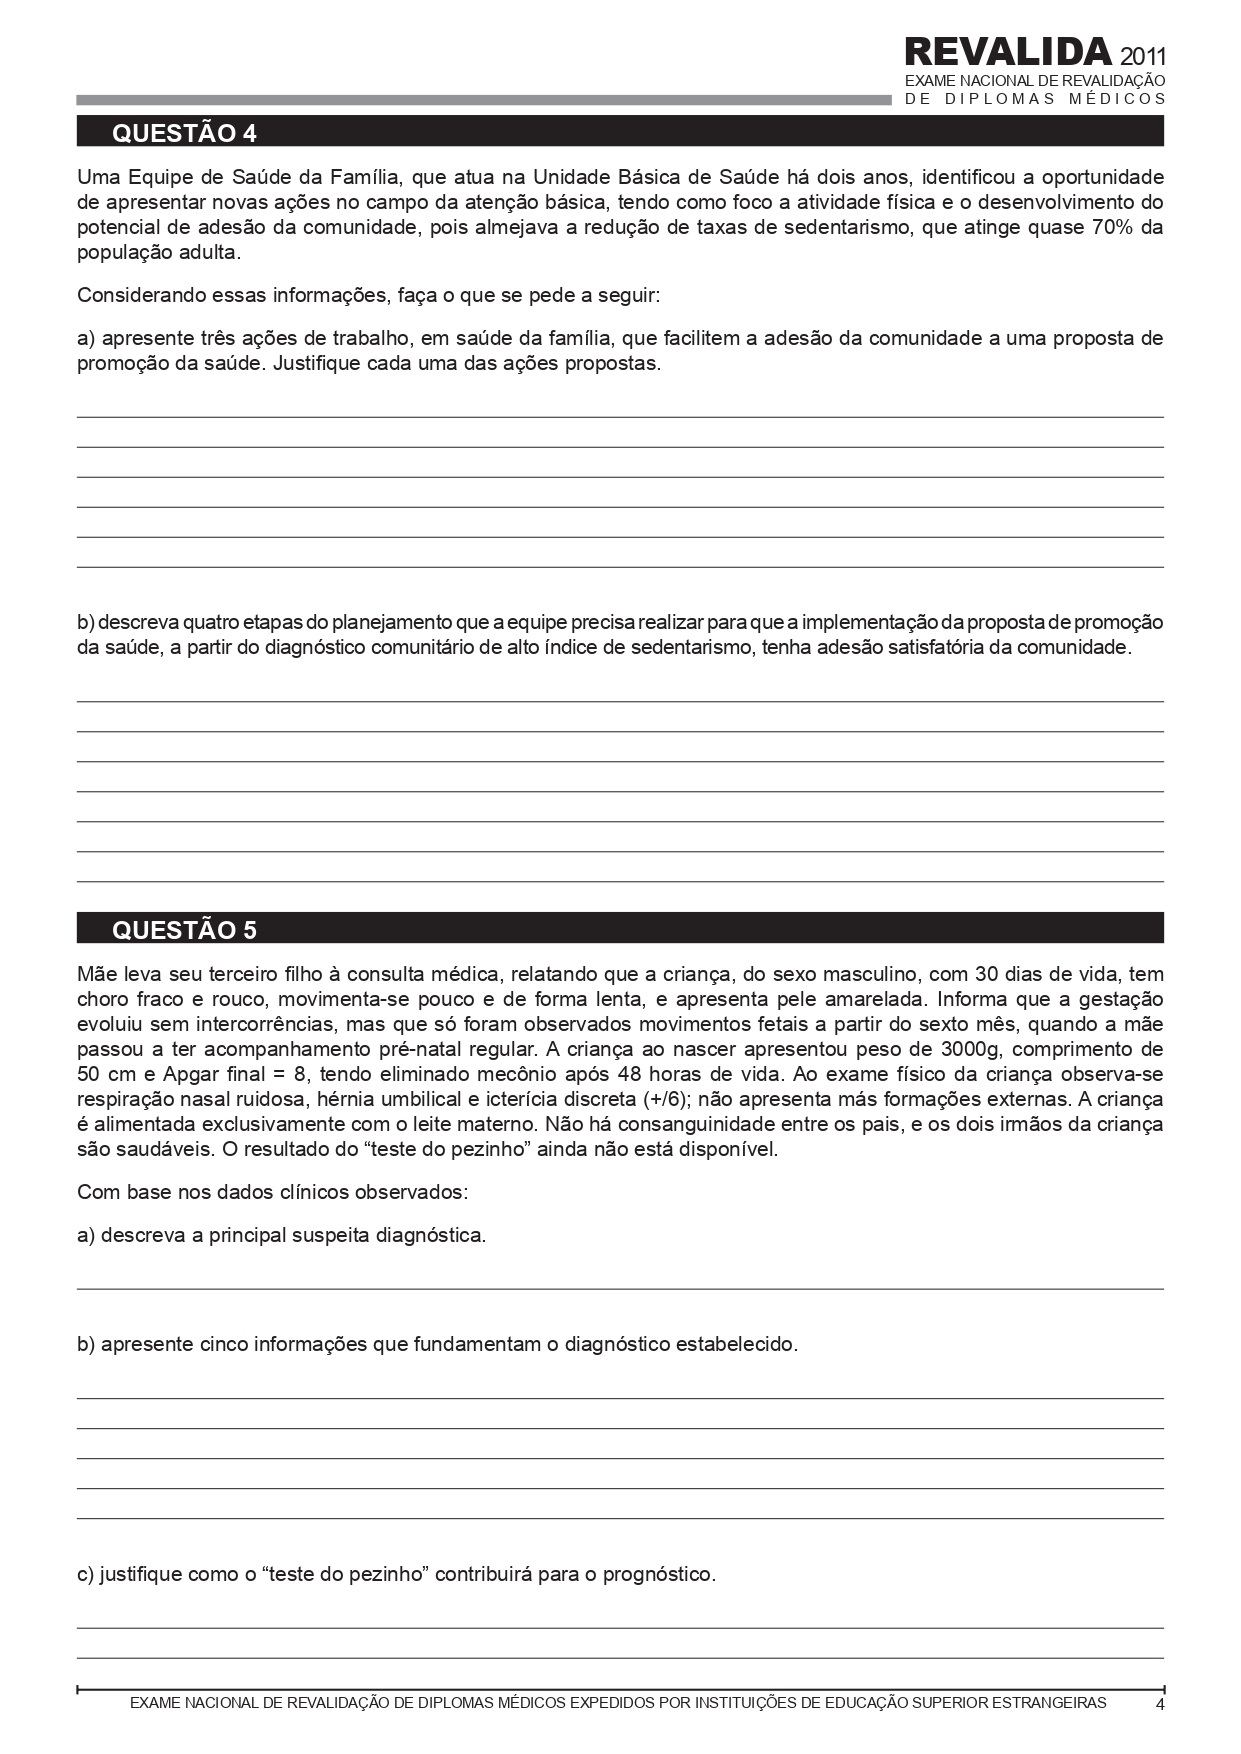 REVALIDA 2011
EXAME NACIONAL DE REVALIDAÇÃO
DE DIPLOMAS MÉDICOS
QUESTÃO 4
Uma Equipe de Saúde da Família, que atua na Unidade Básica de Saúde há dois anos, identificou a oportunidade
de apresentar novas ações no campo da atenção básica, tendo como foco a atividade física e o desenvolvimento do
potencial de adesão da comunidade, pois almejava a redução de taxas de sedentarismo, que atinge quase 70% da
população adulta.
Considerando essas informações, faça o que se pede a seguir:
a) apresente três ações de trabalho, em saúde da família, que facilitem a adesão da comunidade a uma proposta de
promoção da saúde. Justifique cada uma das ações propostas.
b) descreva quatro etapas do planejamento que a equipe precisa realizar para que a implementação da proposta de promoção
da saúde, a partir do diagnóstico comunitário de alto índice de sedentarismo, tenha adesão satisfatória da comunidade.
QUESTÃO 5
Mãe leva seu terceiro filho à consulta médica, relatando que a criança, do sexo masculino, com 30 dias de vida, tem
choro fraco e rouco, movimenta-se pouco e de forma lenta, e apresenta pele amarelada. Informa que a gestação
evoluiu sem intercorrências, mas que só foram observados movimentos fetais a partir do sexto mês, quando a mãe
passou a ter acompanhamento pré-natal regular. A criança ao nascer apresentou peso de 3000g, comprimento de
50 cm e Apgar final = 8, tendo eliminado mecônio após 48 horas de vida. Ao exame físico da criança observa-se
respiração nasal ruidosa, hérnia umbilical e icterícia discreta (+/6); não apresenta más formações externas. A criança
é alimentada exclusivamente com o leite materno. Não há consanguinidade entre os pais, e os dois irmãos da criança
são saudáveis. O resultado do “teste do pezinho” ainda não está disponível.
Com base nos dados clínicos observados:
a) descreva a principal suspeita diagnóstica.
b) apresente cinco informações que fundamentam o diagnóstico estabelecido.
c) justifique como o “teste do pezinho” contribuirá para o prognóstico.
EXAME NACIONAL DE REVALIDAÇÃO DE DIPLOMAS MÉDICOS EXPEDIDOS POR INSTITUIÇÕES DE EDUCAÇÃO SUPERIOR ESTRANGEIRAS 4